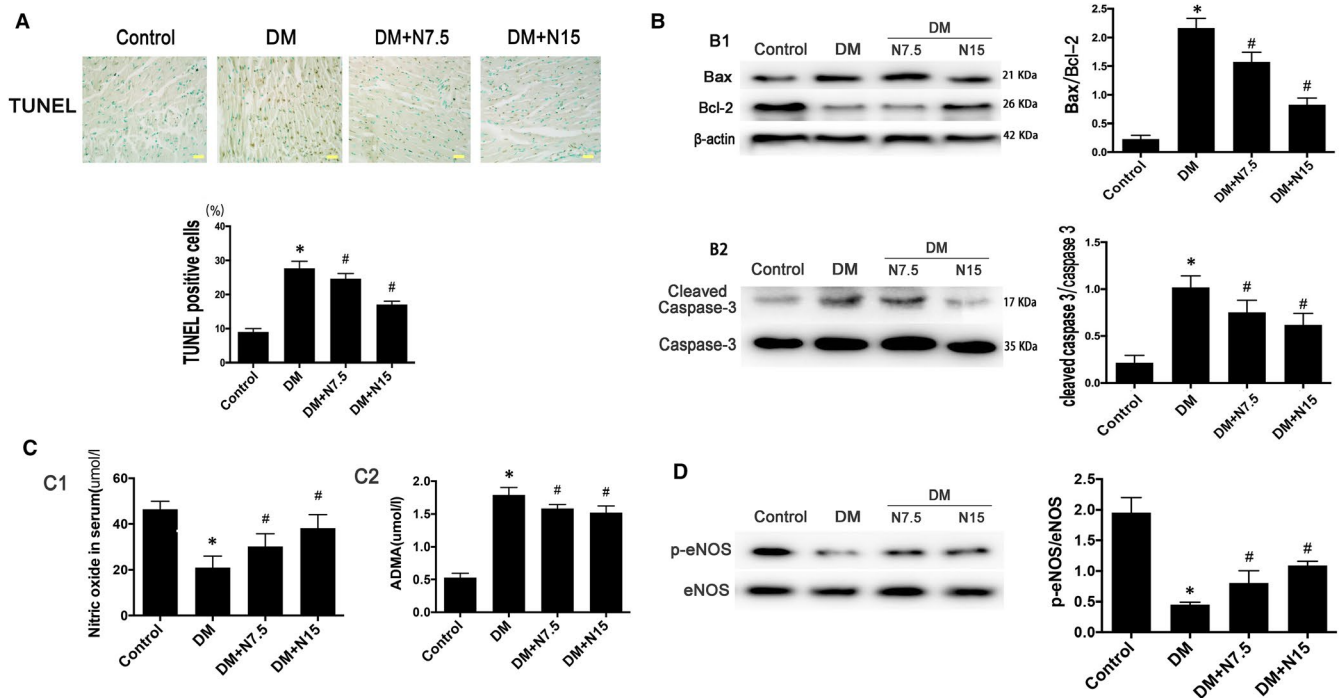 A
Control DM DM+N7.5 DM+N15
TUNEL
(%)
TUNEL positive cells
40
30
20
10
0
* # #
Control DM DM+N7.5 DM+N15
B
B1
DM
Control DM N7.5 N15
Bax 21 KDa
Bcl-2 26 KDa
β-actin 42 KDa
Bax/Bcl–2
2.5
2.0
1.5
1.0
0.5
0.0
* # #
Control DM DM+N7.5 DM+N15
B2
DM
Control DM N7.5 N15
Cleaved
Caspase-3 17 KDa
Caspase-3 35 KDa
cleaved caspase 3/caspase 3
1.5
1.0
0.5
0.0
* # #
Control DM DM+N7.5 DM+N15
C
C1
Nitric oxide in serum(umol/l
60
40
20
0
* # #
Control DM DM+N7.5 DM+N15
C2
ADMA(umol/l)
2.0
1.5
1.0
0.5
0.0
* # #
Control DM DM+N7.5 DM+N15
D
DM
Control DM N7.5 N15
p-eNOS
eNOS
p-eNOS/eNOS
2.5
2.0
1.5
1.0
0.5
0.0
* # #
Control DM DM+N7.5 DM+N15